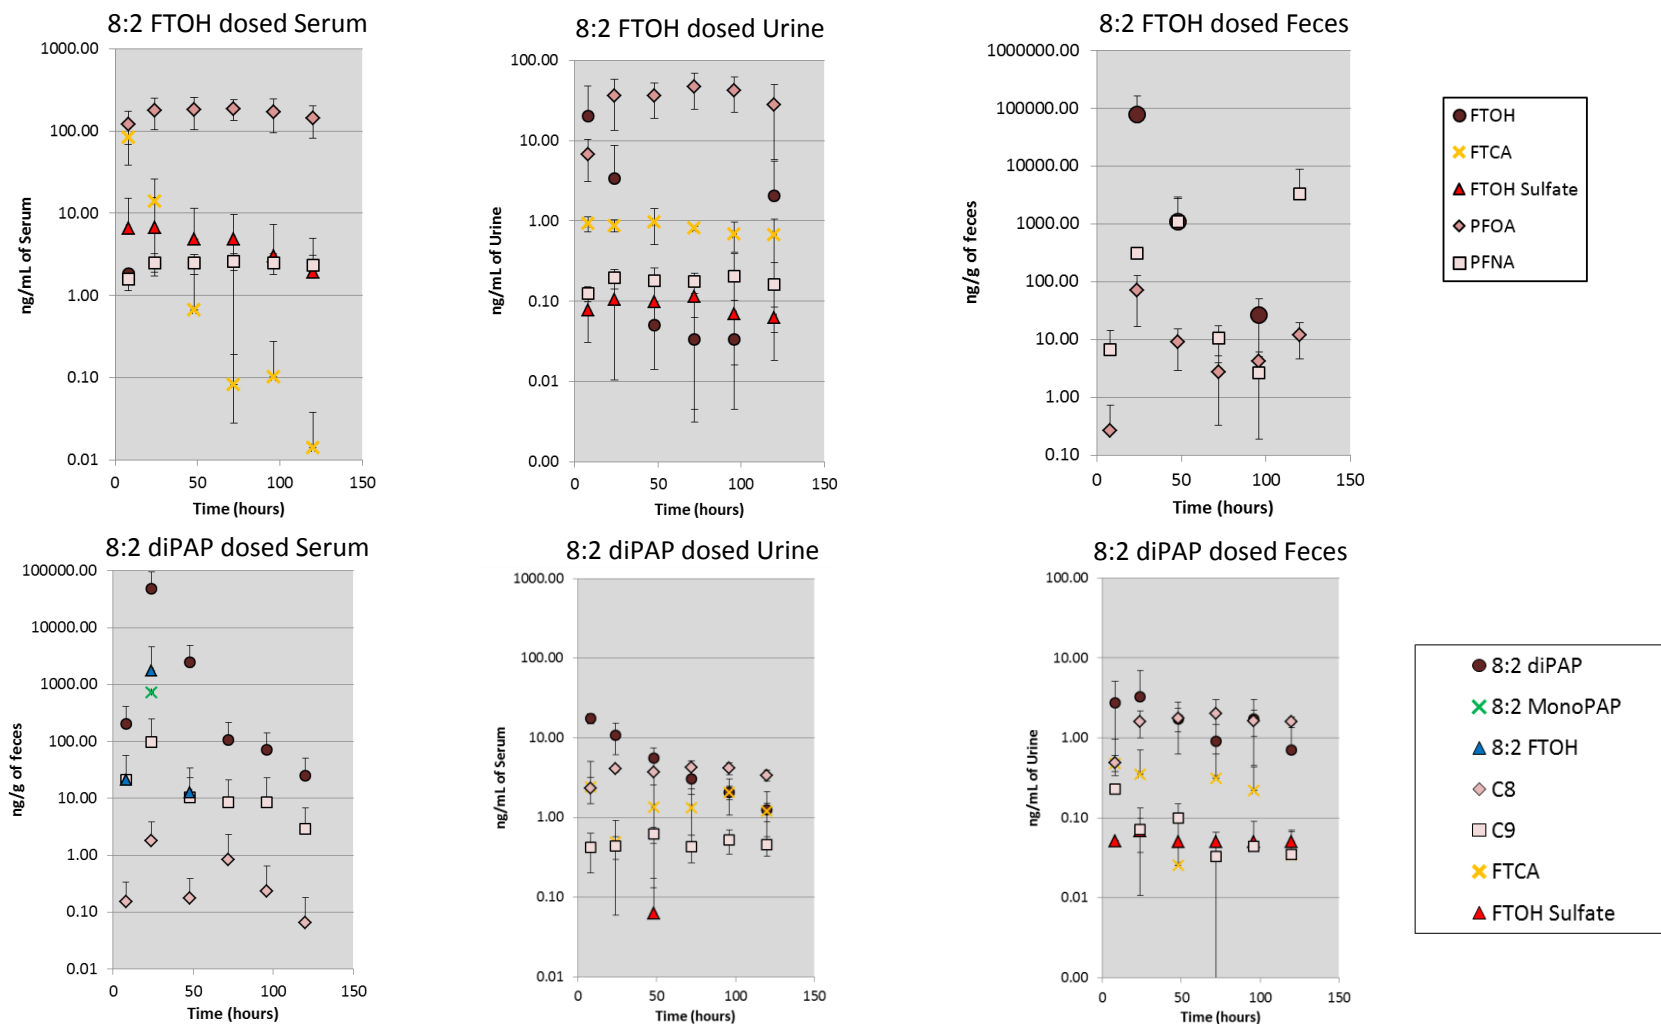 8:2 FTOH dosed Serum
1000.00
100.00
10.00
1.00
0.10
0.01
ng/mL of Serum
0
50
100
150
Time (hours)
8:2 FTOH dosed Urine
100.00
10.00
1.00
0.10
0.01
0.00
ng/mL of Urine
0
50
100
150
Time (hours)
8:2 FTOH dosed Feces
1000000.00
100000.00
10000.00
1000.00
100.00
10.00
1.00
0.10
ng/g of feces
0
50
100
150
Time (hours)
FTOH
FTCA
FTOH Sulfate
PFOA
PFNA
8:2 diPAP dosed Serum
100000.00
10000.00
1000.00
100.00
10.00
1.00
0.10
0.01
ng/g of feces
0
50
100
150
Time (hours)
8:2 diPAP dosed Urine
1000.00
100.00
10.00
1.00
0.10
0.01
ng/mL of Serum
0
50
100
150
Time (hours)
8:2 diPAP dosed Feces
100.00
10.00
1.00
0.10
0.01
0.00
ng/mL of Urine
0
50
100
150
Time (hours)
8:2 diPAP
8:2 MonoPAP
8:2 FTOH
C8
C9
FTCA
FTOH Sulfate